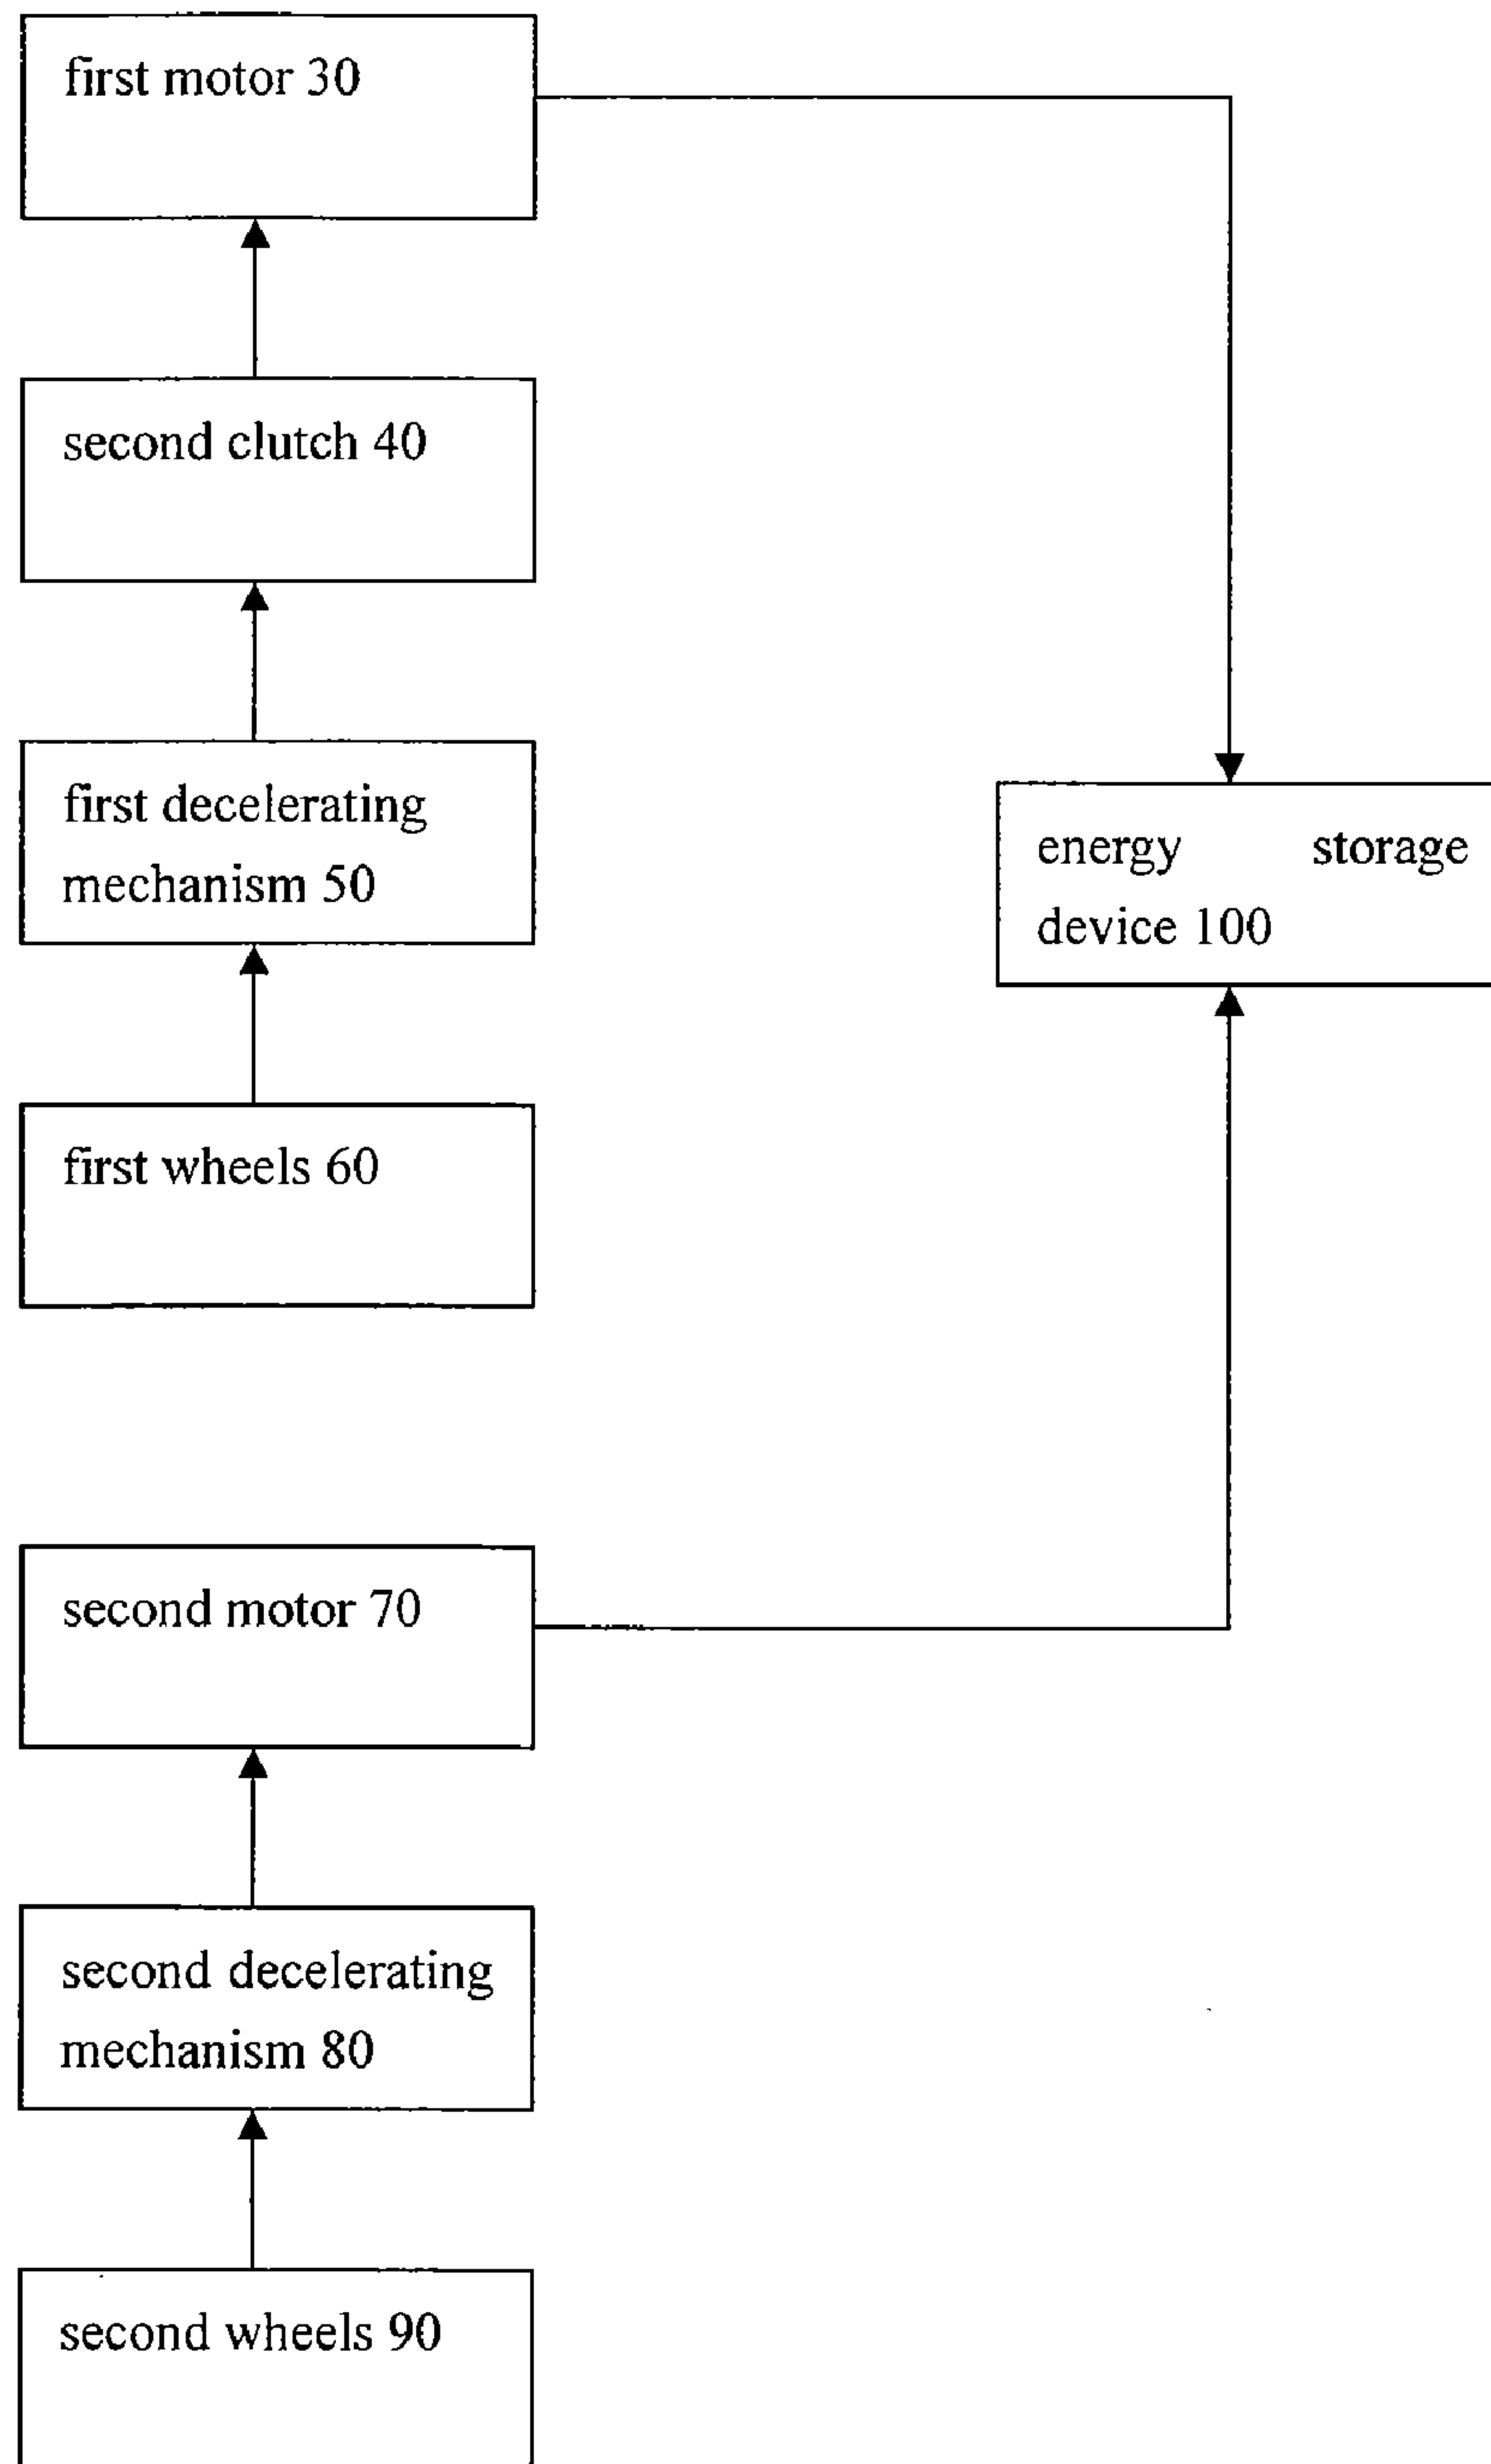 first motor 30
second clutch 40
first decelerating
mechanism 50
energy storage
device 100
first wheels 60
second motor 70
second decelerating
mechanism 80
second wheels 90